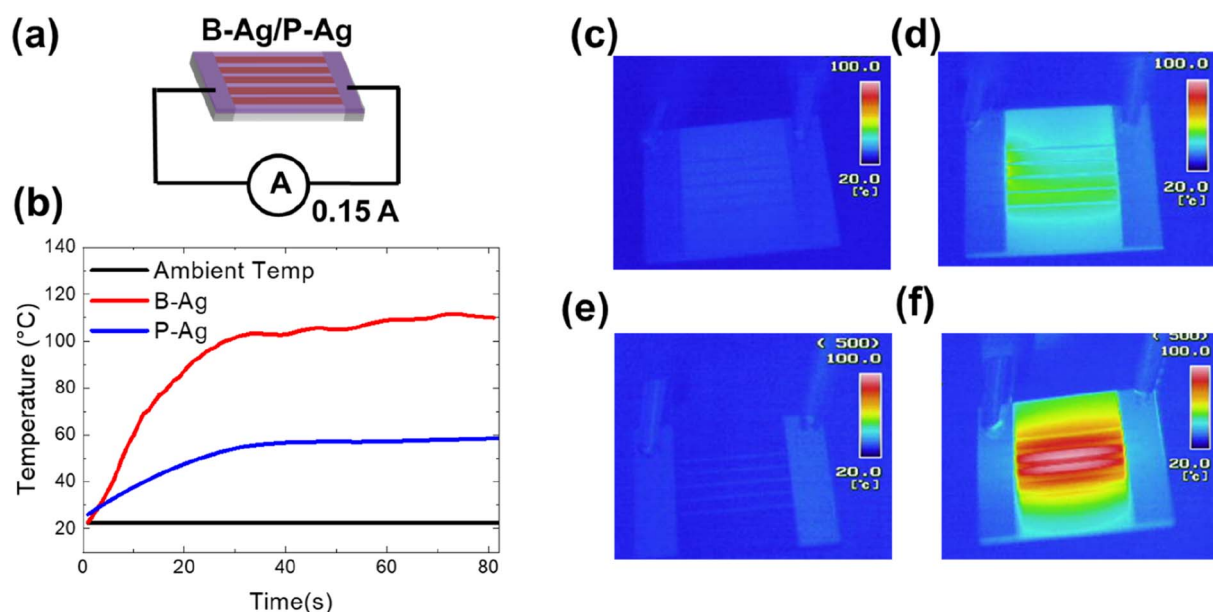 (a)
B-Ag/P-Ag
A
0.15 A
(b)
140
120
100
80
60
40
20
Temperature (°C)
Ambient Temp
B-Ag
P-Ag
0
20
40
60
80
Time(s)
(c)
100.0
20.0
[°c]
(d)
100.0
20.0
[°c]
(e)
( 500)
100.0
20.0
[°c]
(f)
( 500)
100.0
20.0
[°c]